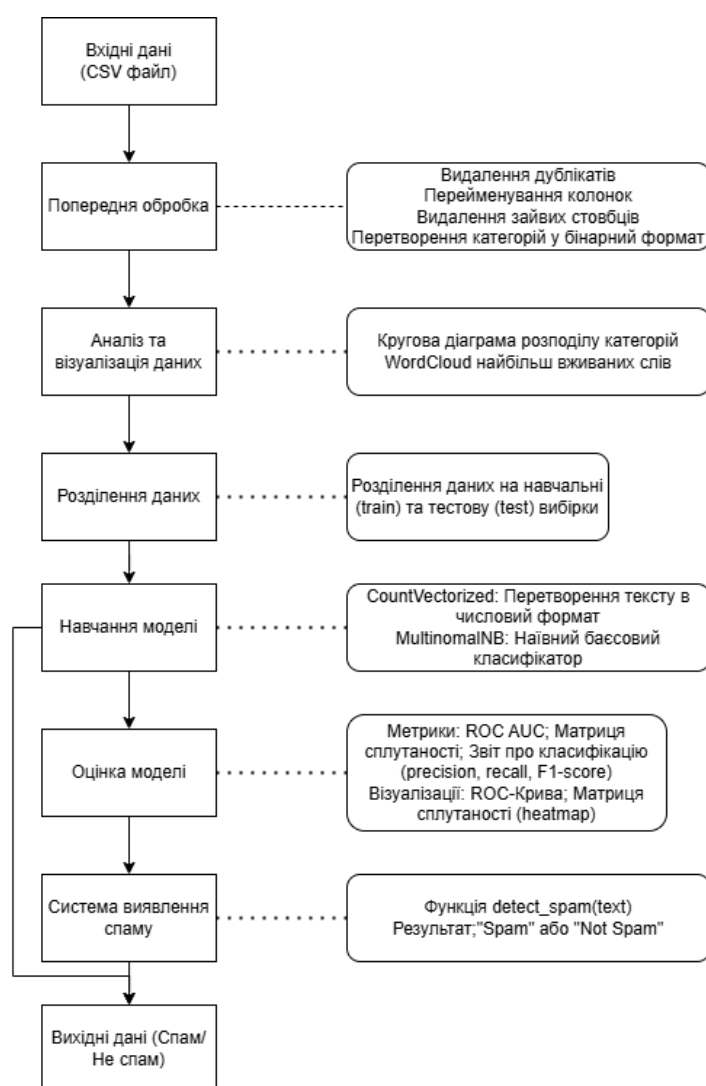 Вхідні дані
(CSV файл)
Попередня обробка
Видалення дублікатів
Перейменування колонок
Видалення зайвих стовбців
Перетворення категорій у бінарний формат
Аналіз та
візуалізація даних
Кругова діаграма розподілу категорій
WordCloud найбільш вживаних слів
Розділення даних
Розділення даних на навчальні
(train) та тестову (test) вибірки
Навчання моделі
CountVectorized: Перетворення тексту в
числовий формат
MultinomalNB: Наївний баєсовий
класифікатор
Оцінка моделі
Метрики: ROC AUC; Матриця
сплутаності; Звіт про класифікацію
(precision, recall, F1-score)
Візуалізації: ROC-Крива; Матриця
сплутаності (heatmap)
Система виявлення
спаму
Функція detect_spam(text)
Результат;"Spam" або "Not Spam"
Вихідні дані (Спам/
Не спам)